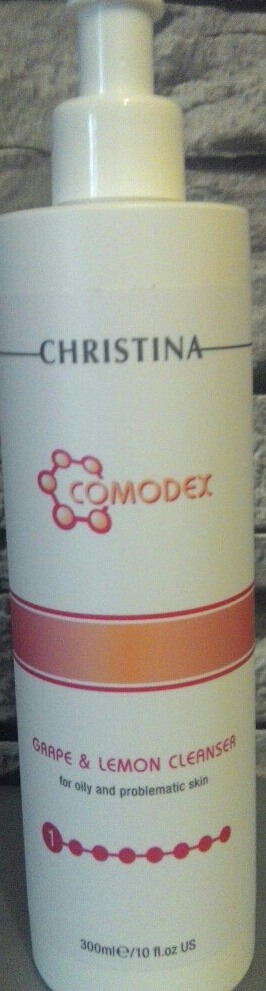 CHRISTINA
COMODEX
GRAPE & LEMON CLEANSER
for oily and problematic skin
1
300ml℮/10 fl.oz US